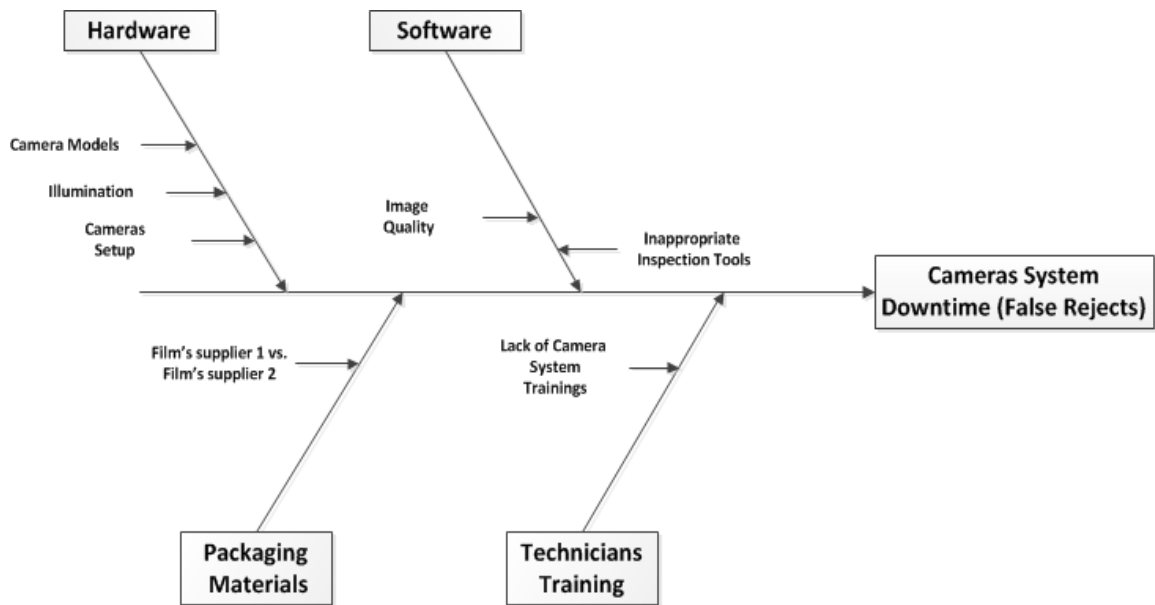 Hardware
Software
Camera Models
Illumination
Cameras
Setup
Image
Quality
Inappropriate
Inspection Tools
Cameras System
Downtime (False Rejects)
Film's supplier 1 vs.
Film's supplier 2
Lack of Camera
System
Trainings
Packaging
Materials
Technicians
Training